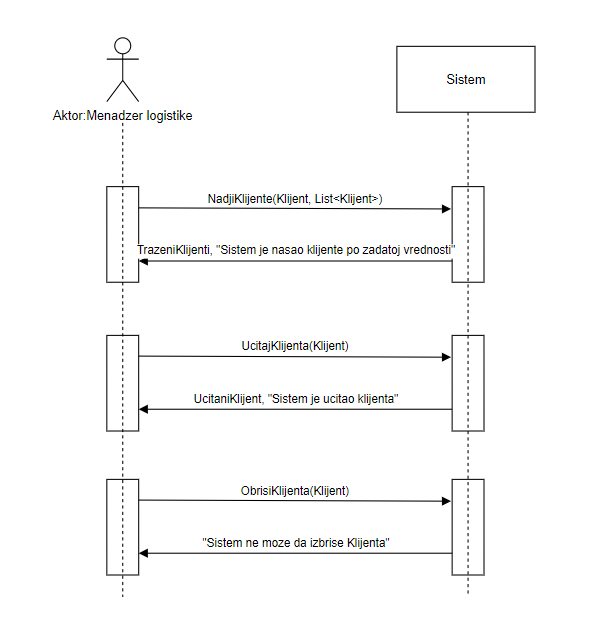 Sistem
Aktor:Menadzer logistike
NadjiKlijente(Klijent, List<Klijent>)
TrazeniKlijenti, "Sistem je nasao klijente po zadatoj vrednosti"
UcitajKlijenta(Klijent)
UcitaniKlijent, "Sistem je ucitao klijenta"
ObrisiKlijenta(Klijent)
"Sistem ne moze da izbrise Klijenta"